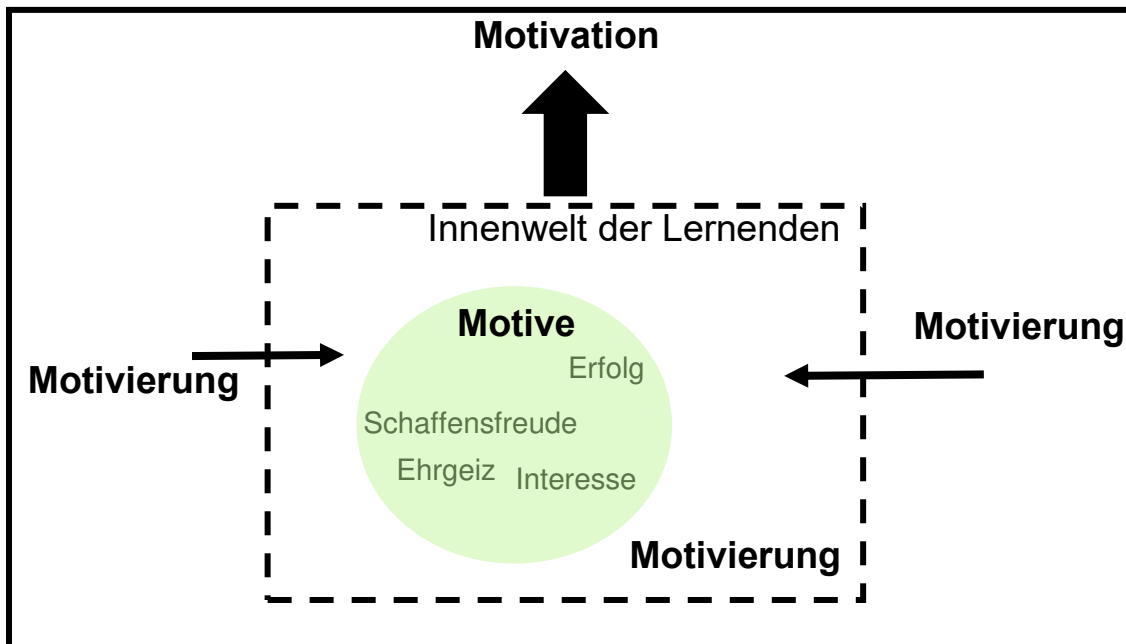 Motivation
Innenwelt der Lernenden
Motive
Motivierung
Erfolg
Motivierung
Schaffensfreude
Ehrgeiz
Interesse
Motivierung